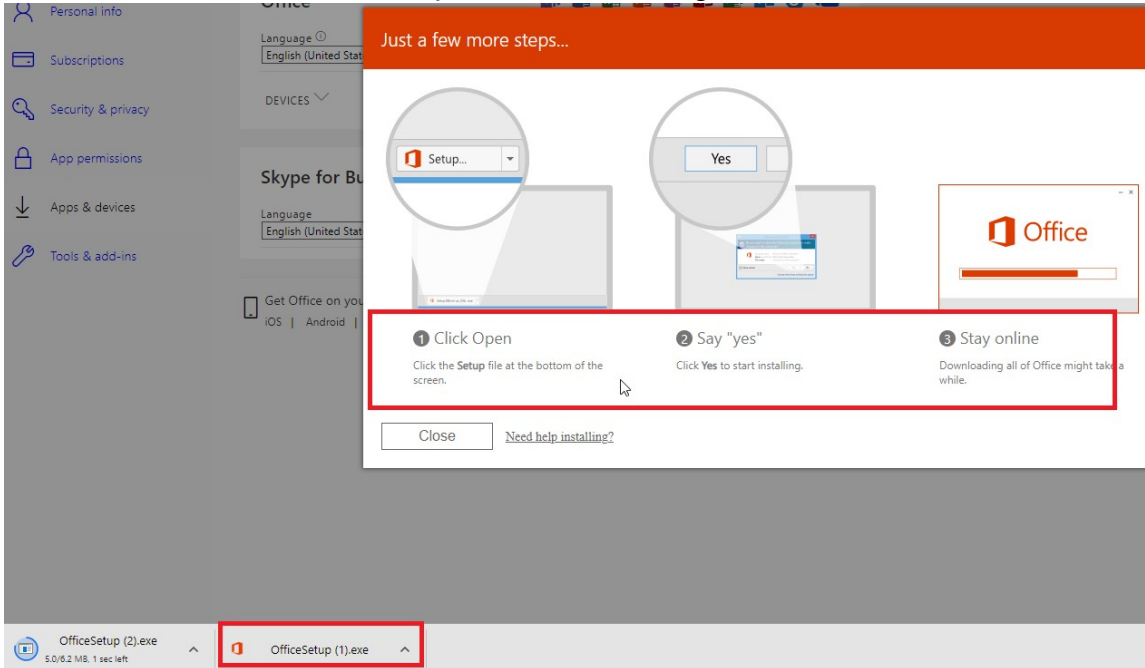 Personal info
Subscriptions
Security & privacy
App permissions
Apps & devices
Tools & add-ins
Office
Language
English (United Stat
DEVICES
Skype for Bu
Language
English (United Stat
Get Office on you
iOS | Android |
Just a few more steps...
Setup...
Yes
Office
1 Click Open
Click the Setup file at the bottom of the
screen.
2 Say "yes"
Click Yes to start installing.
3 Stay online
Downloading all of Office might take a
while.
Close
Need help installing?
OfficeSetup (2).exe
5.0/6.2 MB, 1 sec left
OfficeSetup (1).exe